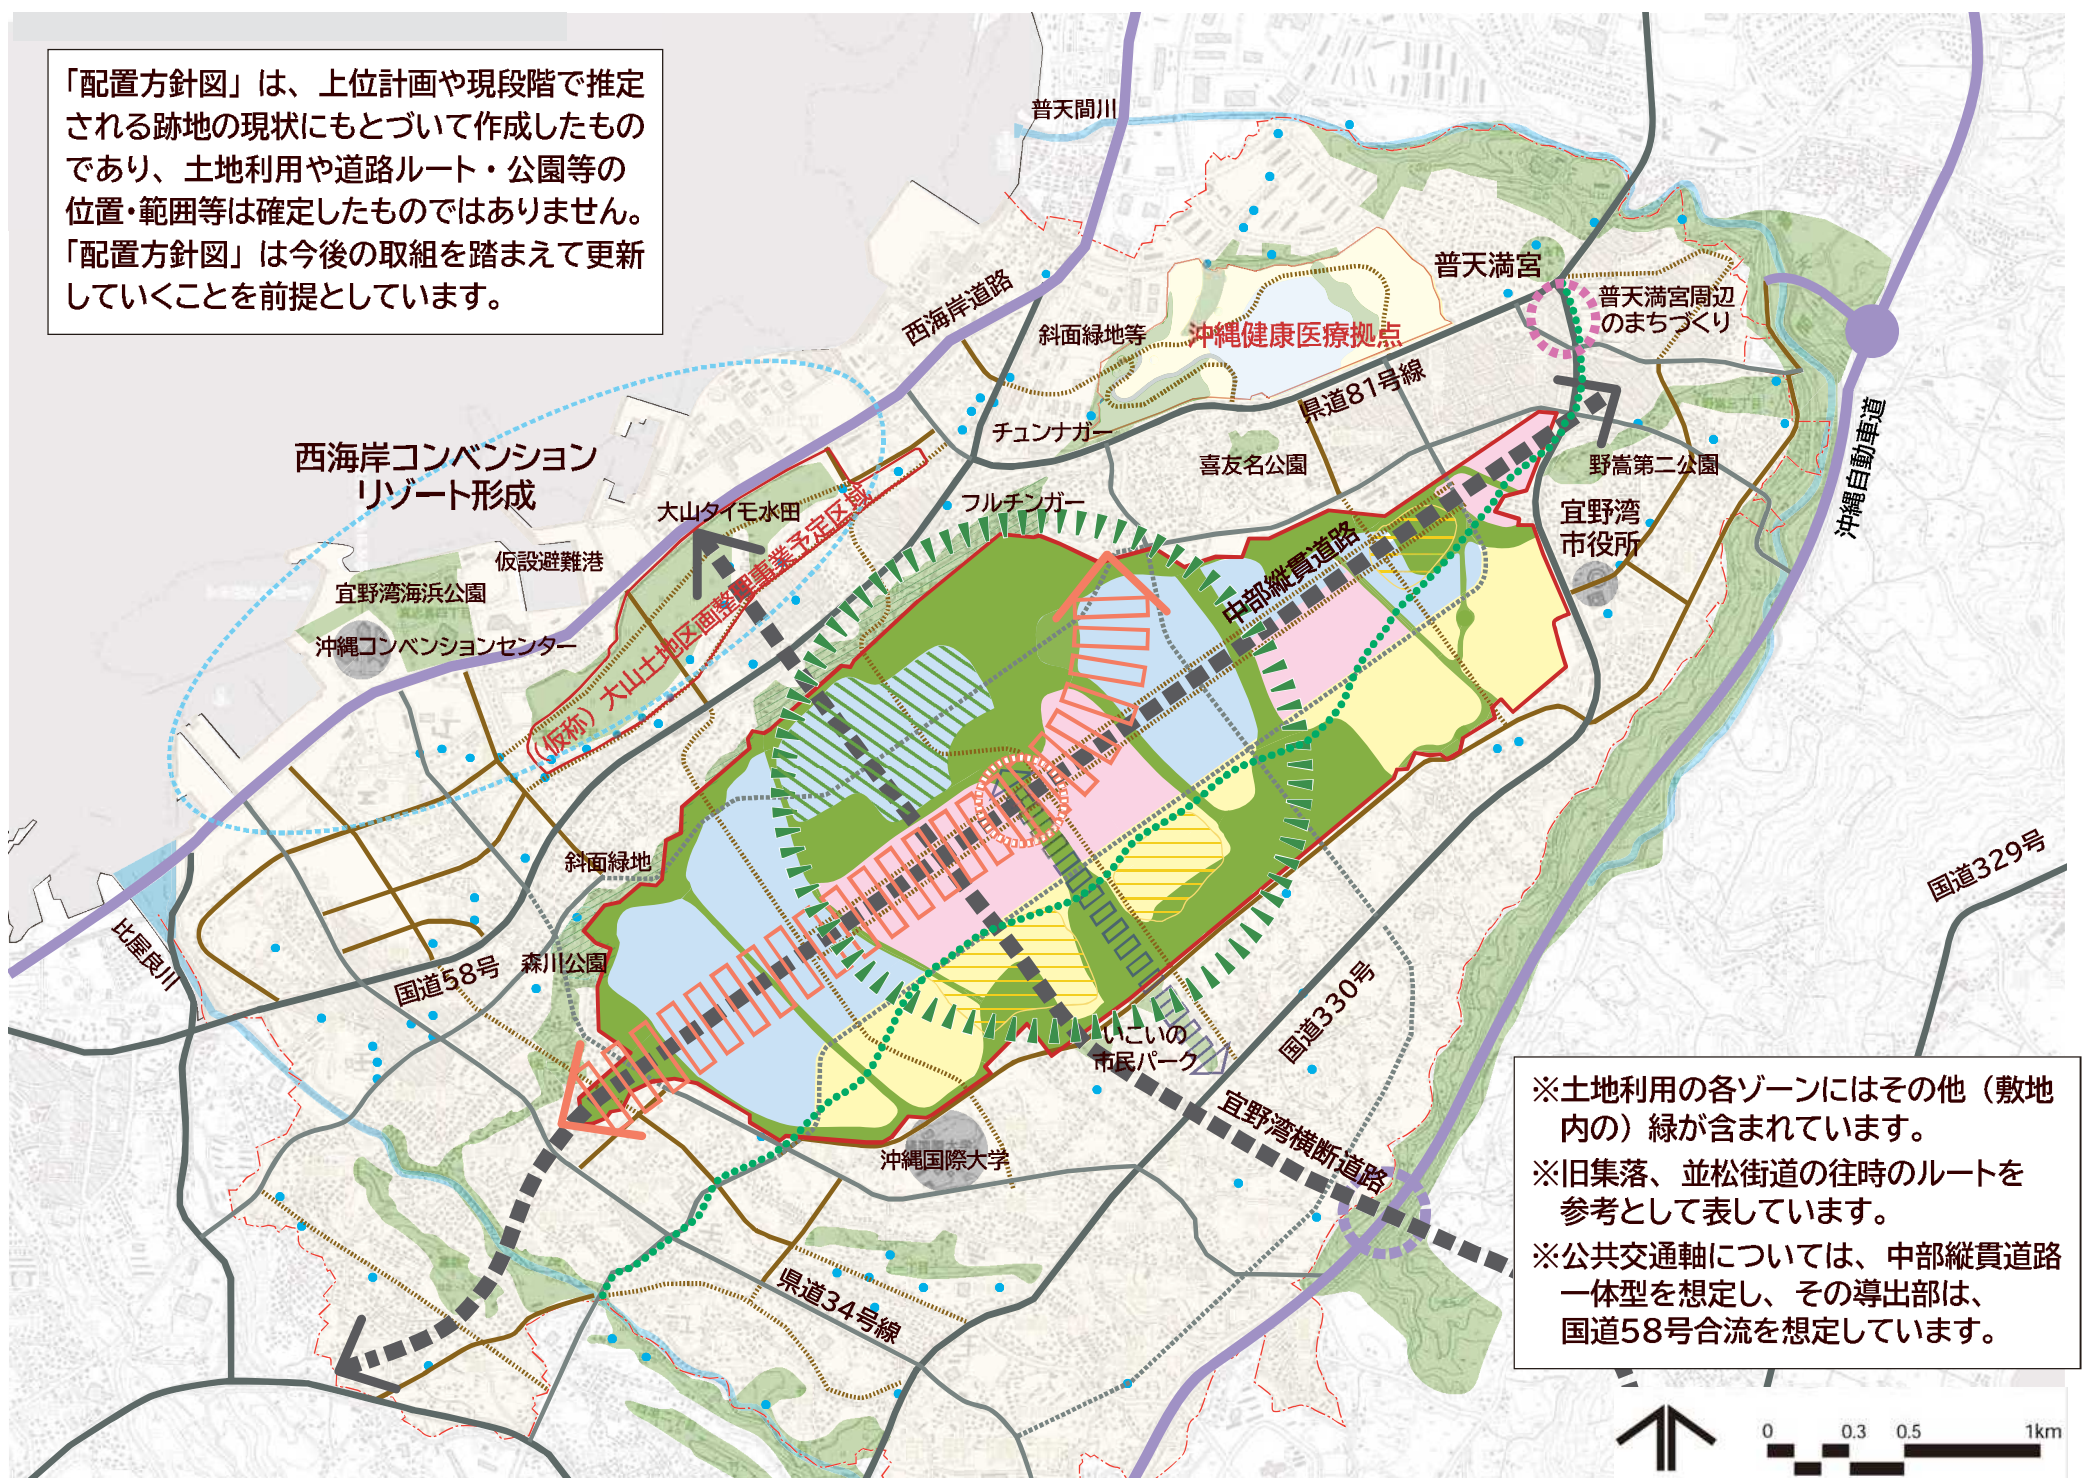 「配置方針図」は、上位計画や現段階で推定
される跡地の現状にもとづいて作成したもの
であり、土地利用や道路ルート・公園等の
位置・範囲等は確定したものではありません。
「配置方針図」は今後の取組を踏まえて更新
していくことを前提としています。
普天間川
西海岸道路
斜面緑地等
沖縄健康医療拠点
普天満宮
普天満宮周辺
のまちづくり
県道81号線
チュンナガー
喜友名公園
野嵩第二公園
沖縄自動車道
西海岸コンベンション
リゾート形成
大山タイモ水田
フルチンガー
宜野湾
市役所
仮設避難港
宜野湾海浜公園
沖縄コンベンションセンター
（仮称）大山土地区画整理事業予定区域
中部縦貫道路
斜面緑地
森川公園
国道58号
比屋良川
国道329号
国道330号
いこいの
市民パーク
宜野湾横断道路
沖縄国際大学
県道34号線
※土地利用の各ゾーンにはその他（敷地
内の）緑が含まれています。
※旧集落、並松街道の往時のルートを
参考として表しています。
※公共交通軸については、中部縦貫道路
一体型を想定し、その導出部は、
国道58号合流を想定しています。
0 0.3 0.5 1km